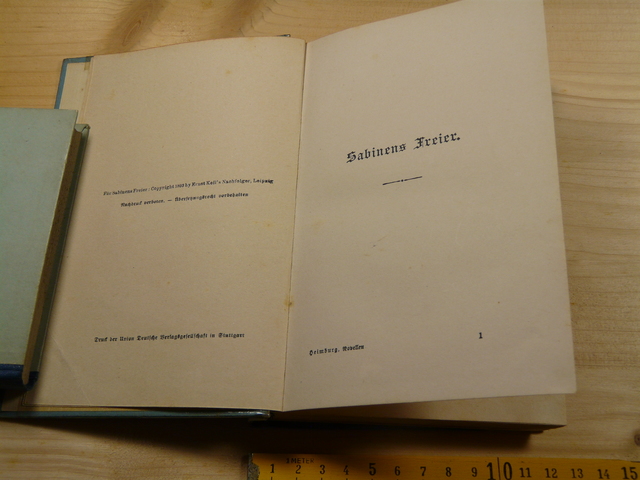 Für Sabinens Freier: Copyright by Ernst Keil's Nachfolger, Leipzig
Nachdruck verboten. — Übersetzungsrecht vorbehalten
Druck der Union Deutsche Verlagsgesellschaft in Stuttgart
Sabinens Freier.
Heimburg, Novellen
1
1 METER
1 2 3 4 5 6 7 8 9 10 11 12 13 14 15